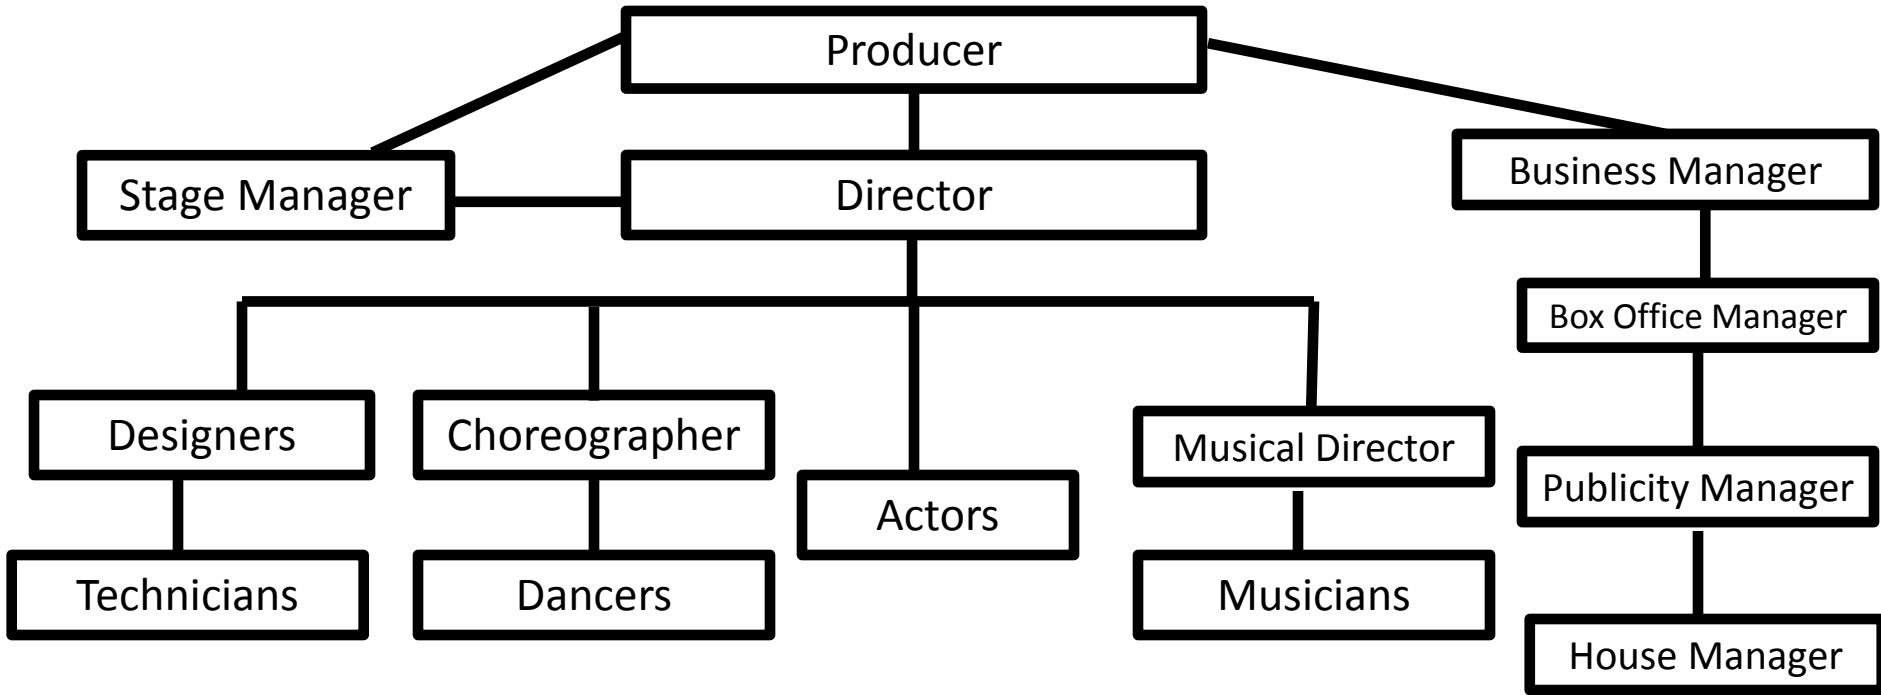 Producer
Stage Manager
Director
Business Manager
Box Office Manager
Designers
Choreographer
Actors
Musical Director
Publicity Manager
Technicians
Dancers
Musicians
House Manager